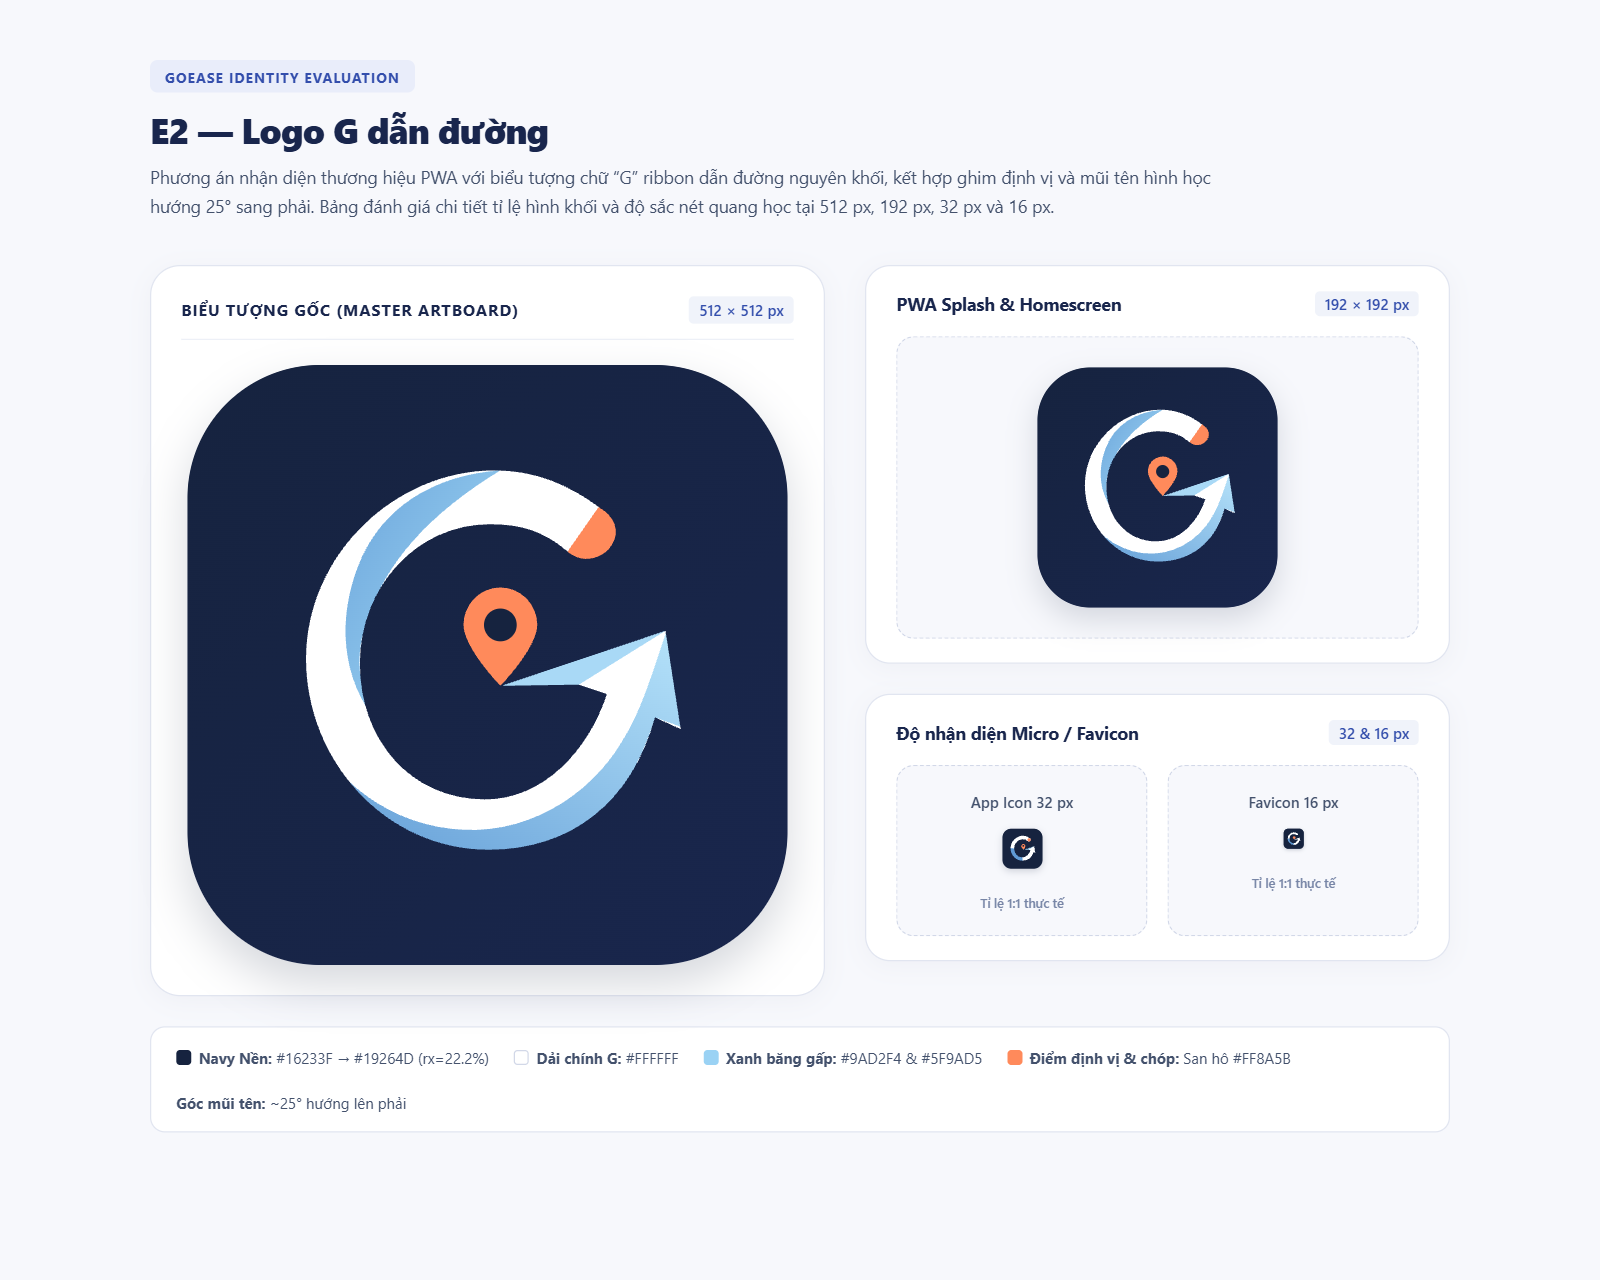 GOEASE IDENTITY EVALUATION
E2 — Logo G dẫn đường
Phương án nhận diện thương hiệu PWA với biểu tượng chữ “G” ribbon dẫn đường nguyên khối, kết hợp ghim định vị và mũi tên hình học
hướng 25° sang phải. Bảng đánh giá chi tiết tỉ lệ hình khối và độ sắc nét quang học tại 512 px, 192 px, 32 px và 16 px.
BIỂU TƯỢNG GỐC (MASTER ARTBOARD)
512 × 512 px
PWA Splash & Homescreen
192 × 192 px
Độ nhận diện Micro / Favicon
32 & 16 px
App Icon 32 px
Tỉ lệ 1:1 thực tế
Favicon 16 px
Tỉ lệ 1:1 thực tế
Navy Nền: #16233F → #19264D (rx=22.2%)
Dải chính G: #FFFFFF
Xanh băng gấp: #9AD2F4 & #5F9AD5
Điểm định vị & chóp: San hô #FF8A5B
Góc mũi tên: ~25° hướng lên phải